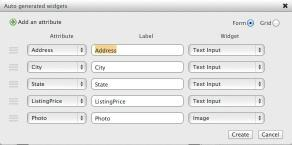 Auto generated widgets
Add an attribute Form Grid
Attribute Label Widget
Address Address Text Input
City City Text Input
State State Text Input
ListingPrice ListingPrice Text Input
Photo Photo Image
Create Cancel